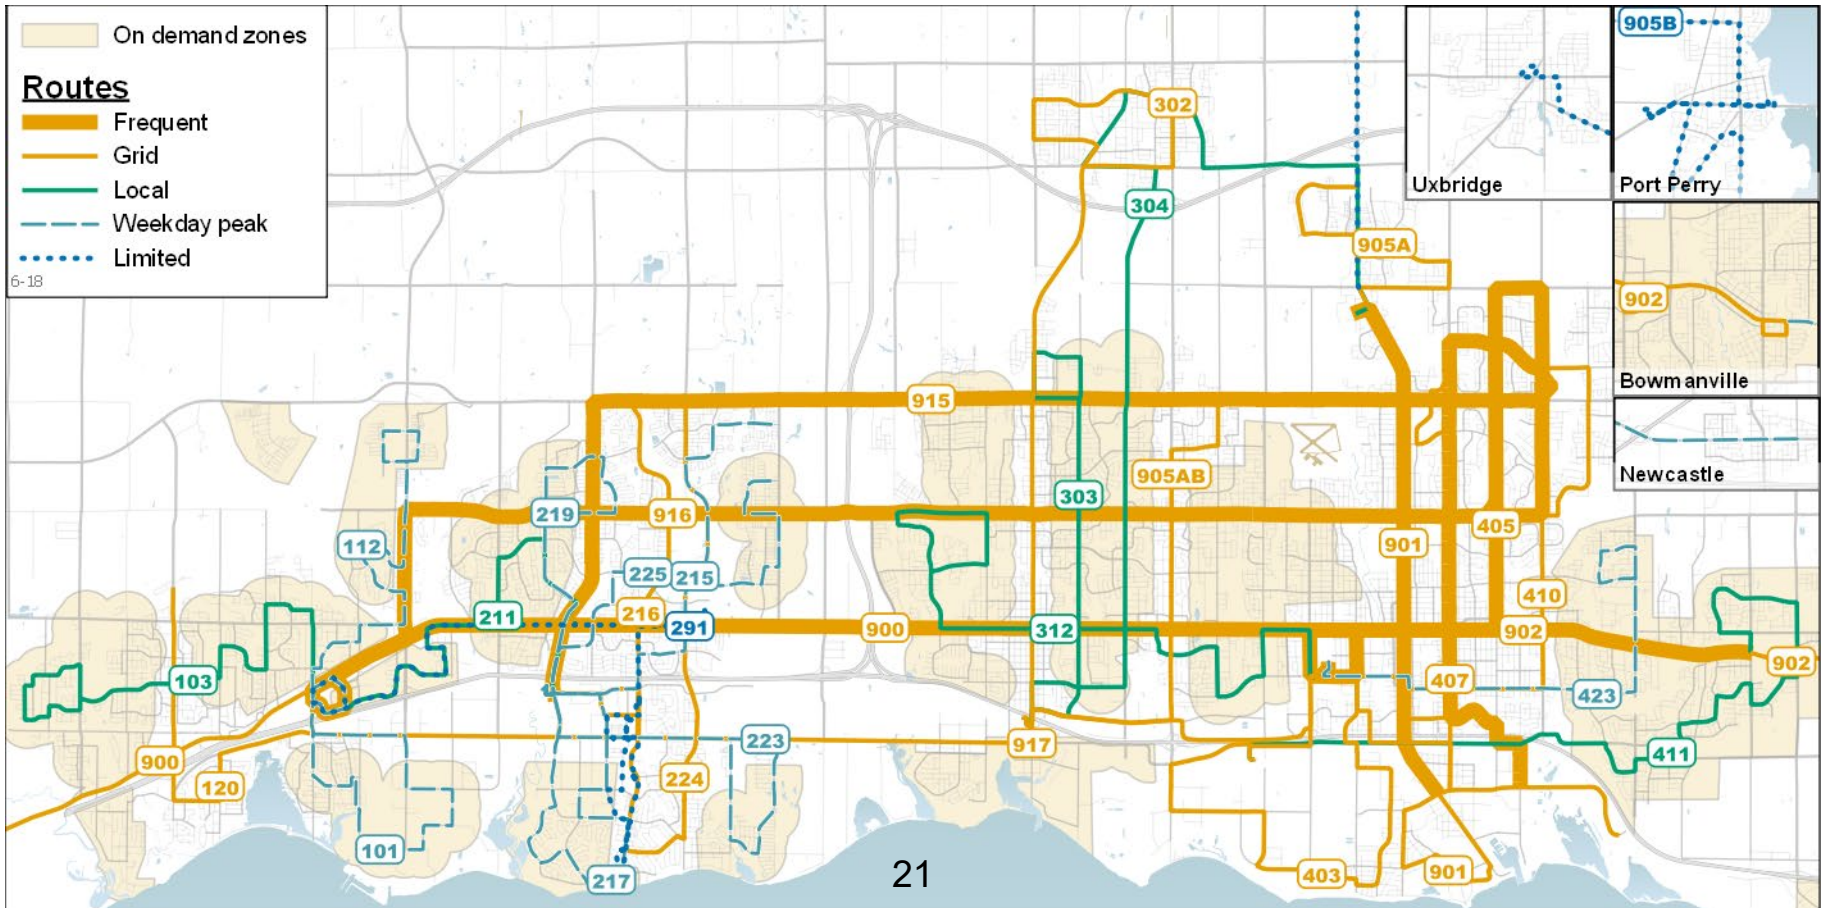 On demand zones
Routes
Frequent
Grid
Local
Weekday peak
Limited
6-18
302
304
905A
Uxbridge
905B
Port Perry
902
Bowmanville
Newcastle
915
905AB
303
219
916
405
901
112
225
215
410
211
216
291
900
312
902
902
103
407
423
900
120
223
917
411
224
101
217
21
403
901